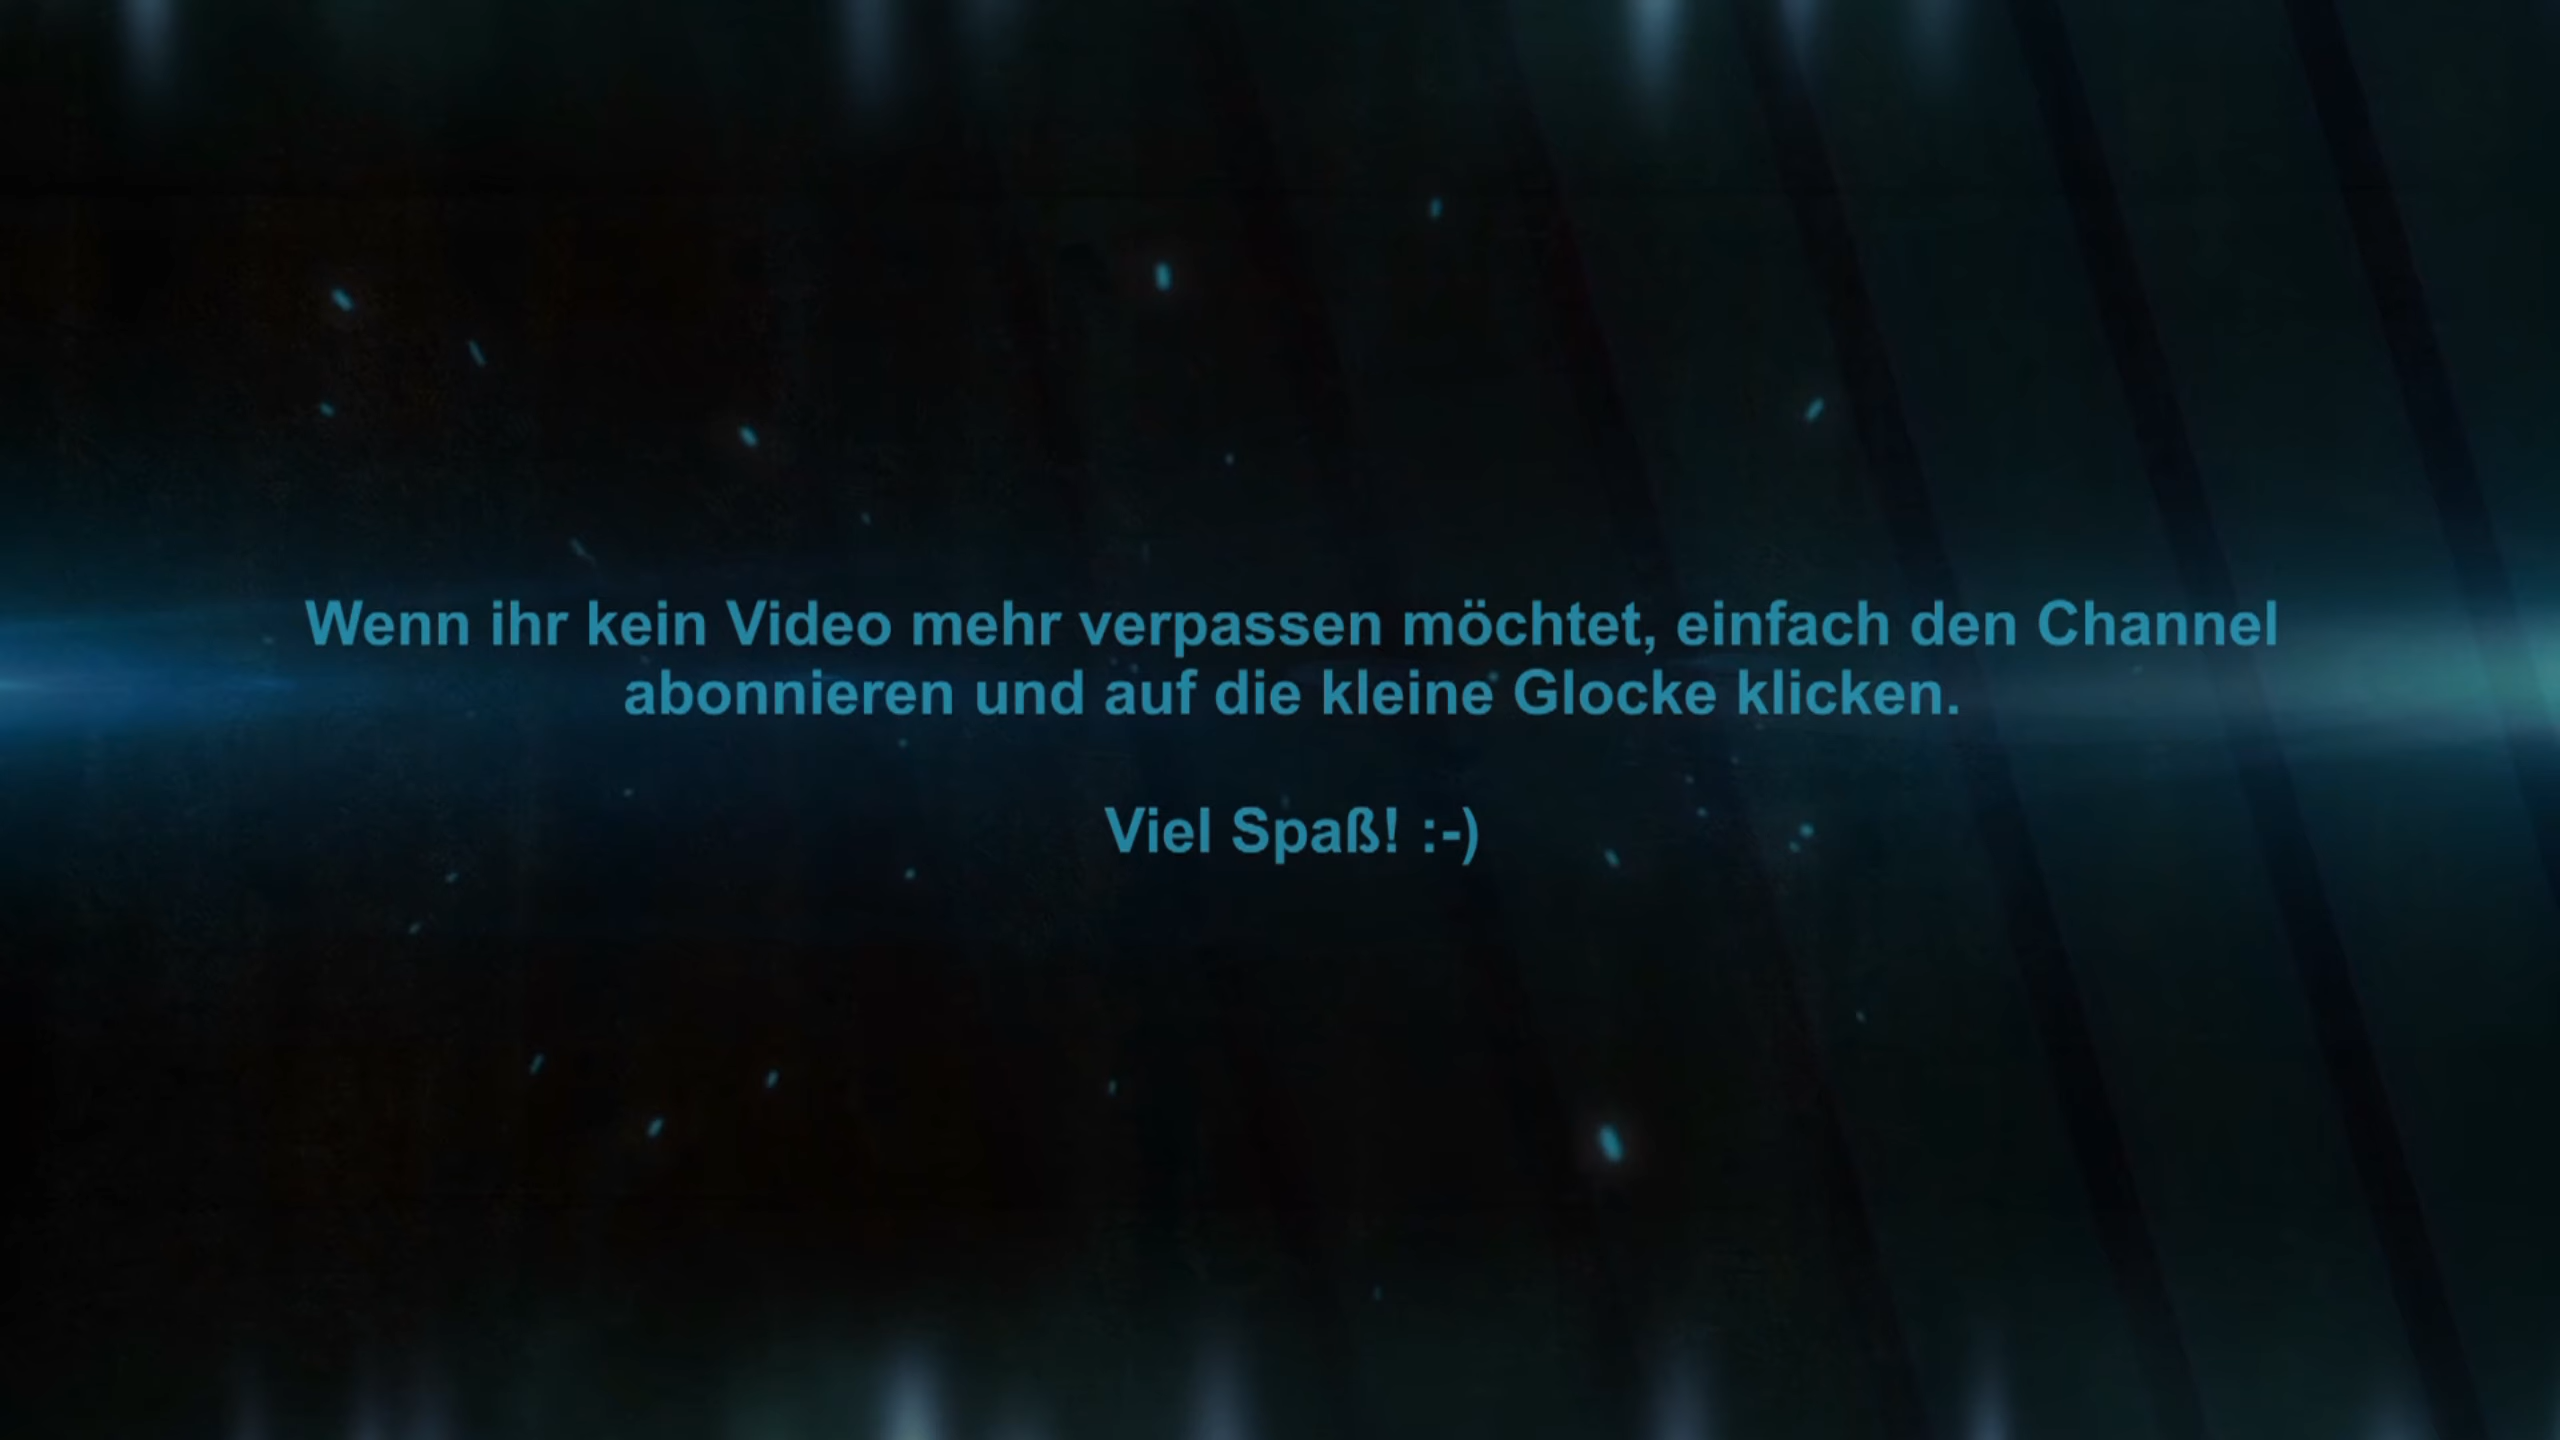 Wenn ihr kein Video mehr verpassen möchtet, einfach den Channel
abonnieren und auf die kleine Glocke klicken.
Viel Spaß! :-)